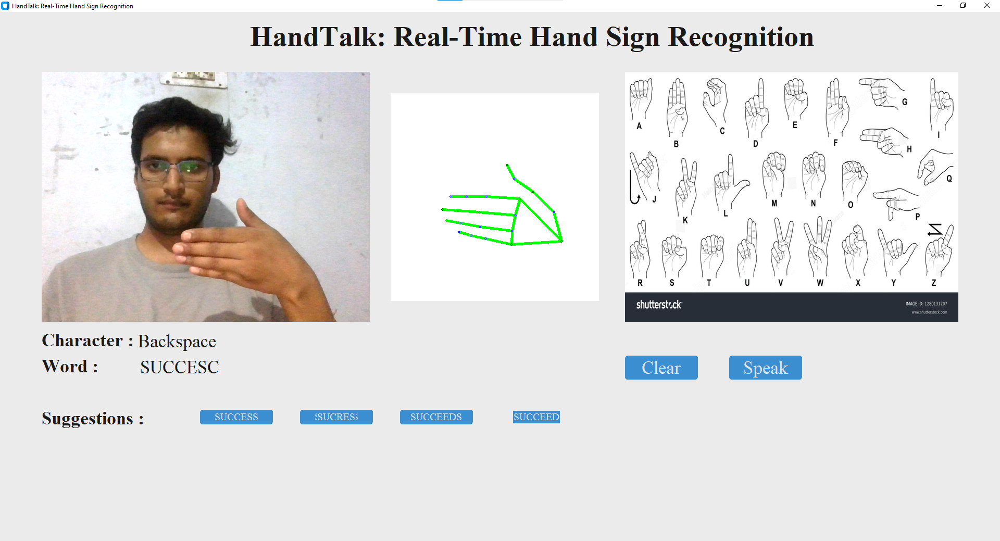 HandTalk: Real-Time Hand Sign Recognition
HandTalk: Real-Time Hand Sign Recognition
A B C D E F G H I
J K L M N O P Q
R S T U V W X Y Z
shutterstock
IMAGE ID: 1280131207
www.shutterstock.com
Character : Backspace
Word : SUCCESC
Clear Speak
Suggestions : SUCCESS SUCRES SUCCEEDS SUCCEED